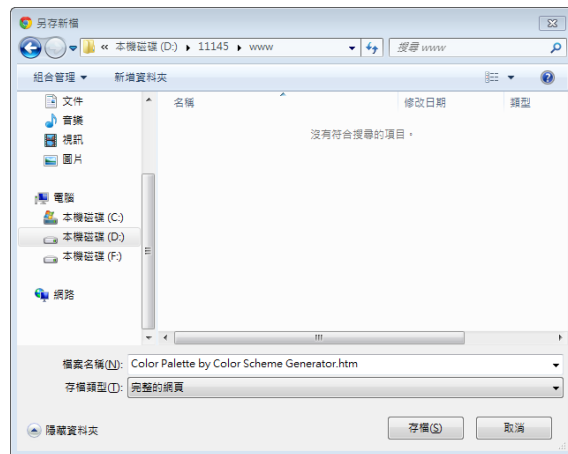 另存新檔
« 本機磁碟 (D:) ▸ 11145 ▸ www
搜尋 www
組合管理 ▼ 新增資料夾
文件
音樂
視訊
圖片
電腦
本機磁碟 (C:)
本機磁碟 (D:)
本機磁碟 (F:)
網路
名稱 修改日期 類型
沒有符合搜尋的項目。
檔案名稱(N): Color Palette by Color Scheme Generator.htm
存檔類型(T): 完整的網頁
隱藏資料夾
存檔(S) 取消